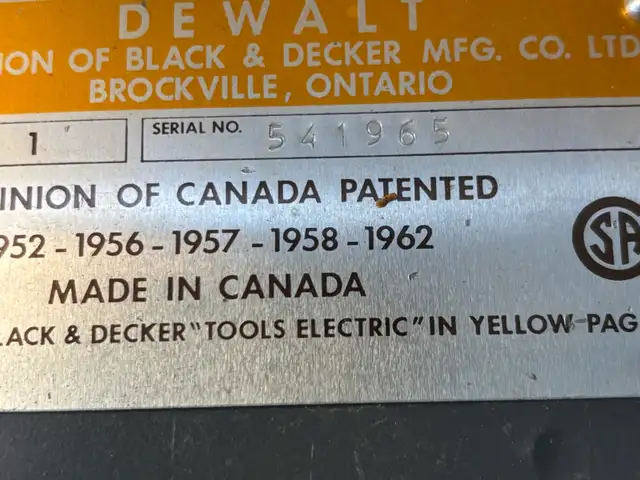 DEWALT
ION OF BLACK & DECKER MFG. CO. LTD
BROCKVILLE, ONTARIO
1 SERIAL NO. 541965
INION OF CANADA PATENTED
952 - 1956 - 1957 - 1958 - 1962
SA
MADE IN CANADA
LACK & DECKER "TOOLS ELECTRIC" IN YELLOW PAG